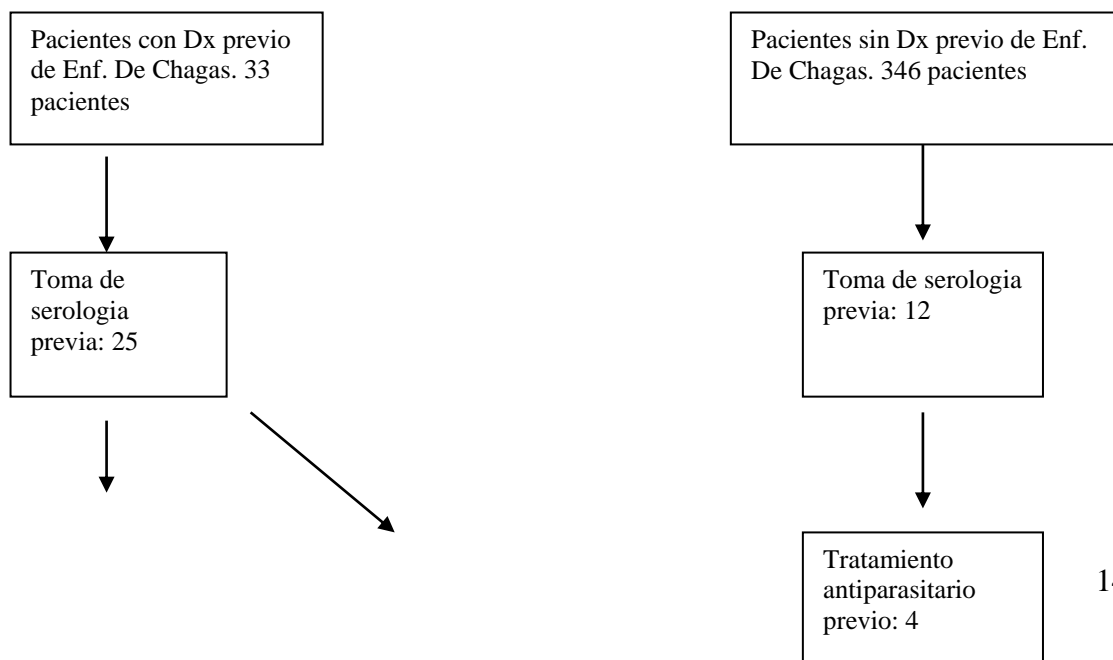 Pacientes con Dx previo
de Enf. De Chagas. 33
pacientes
Pacientes sin Dx previo de Enf.
De Chagas. 346 pacientes
Toma de
serologia
previa: 25
Toma de serologia
previa: 12
Tratamiento
antiparasitario
previo: 4